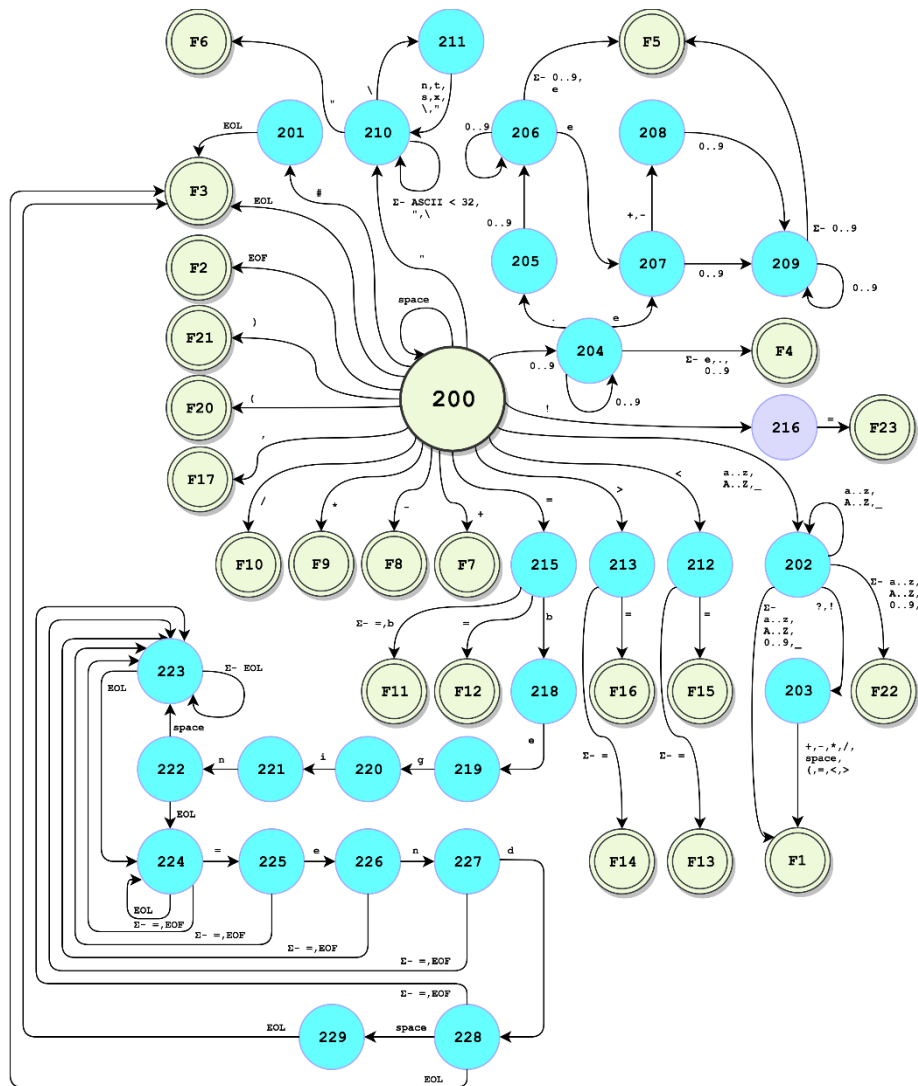 F6
211
F5
\
n,t,
s,x,
\,"
"
Σ- 0..9,
e
EOL
201
210
0..9
206
e
208
0..9
F3
#
EOL
Σ- ASCII < 32,
",\
+,-
0..9
Σ- 0..9
F2
EOF
"
205
207
0..9
209
0..9
space
.
e
F21
)
204
F4
0..9
Σ- e,.,
0..9
0..9
F20
(
200
!
216
=
F23
F17
,
/
*
-
+
=
>
<
a..z,
A..Z,_
a..z,
A..Z,_
F10
F9
F8
F7
215
213
212
202
Σ- a..z,
A..Z,
0..9,
Σ- =,b
=
b
=
=
Σ-
a..z,
A..Z,
0..9,_
?,!
223
Σ- EOL
EOL
F11
F12
218
F16
F15
203
F22
space
e
+,-,*,/,
space,
(,=,<,>
222
n
221
i
220
g
219
Σ- =
Σ- =
EOL
224
=
225
e
226
n
227
d
F14
F13
F1
EOL
Σ- =,EOF
Σ- =,EOF
Σ- =,EOF
Σ- =,EOF
Σ- =,EOF
EOL
229
space
228
EOL